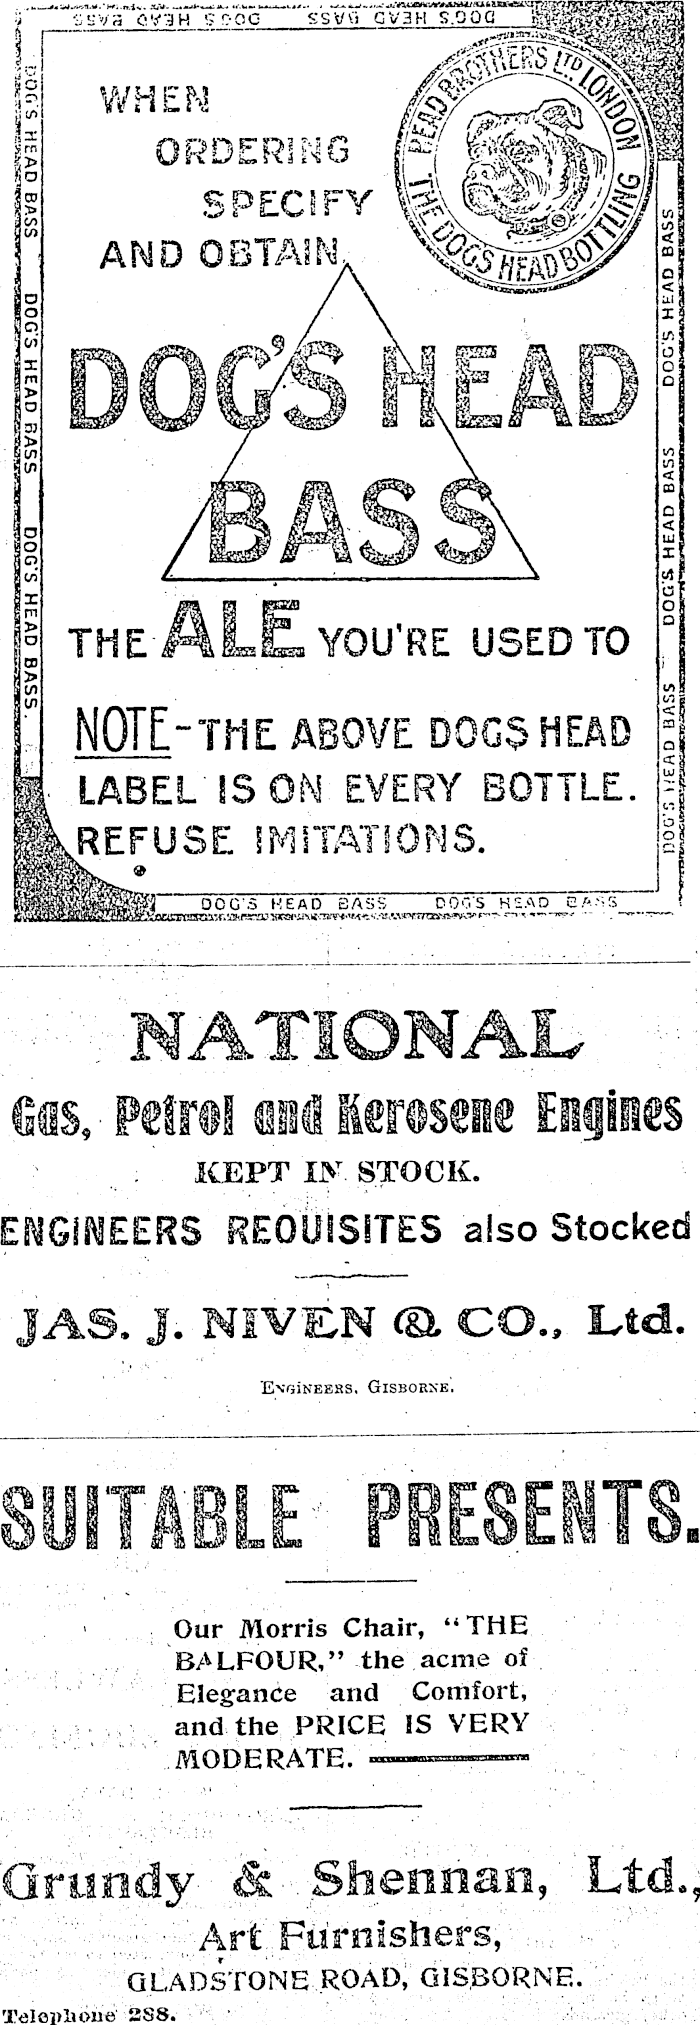 DOG'S HEAD BASS DOG'S HEAD BASS
DOG'S HEAD BASS DOG'S HEAD BASS DOG'S HEAD BASS.
WHEN
ORDERING
SPECIFY
AND OBTAIN
READ BROTHERS LTD. LONDON
THE DOGS HEAD BOTTLING
DOG'S HEAD
BASS
THE ALE YOU'RE USED TO
NOTE-THE ABOVE DOGS HEAD
LABEL IS ON EVERY BOTTLE.
REFUSE IMITATIONS.
DOG'S HEAD BASS DOG'S HEAD BASS DOG'S HEAD BASS
DOG'S HEAD BASS DOG'S HEAD BASS
NATIONAL
Gas, Petrol and Kerosene Engines
KEPT IN STOCK.
ENGINEERS REQUISITES also Stocked
JAS. J. NIVEN & CO., Ltd.
ENGINEERS, GISBORNE.
SUITABLE PRESENTS.
Our Morris Chair, "THE
BALFOUR," the acme of
Elegance and Comfort,
and the PRICE IS VERY
MODERATE.
Grundy & Shennan, Ltd.,
Art Furnishers,
GLADSTONE ROAD, GISBORNE.
Telephone 288.